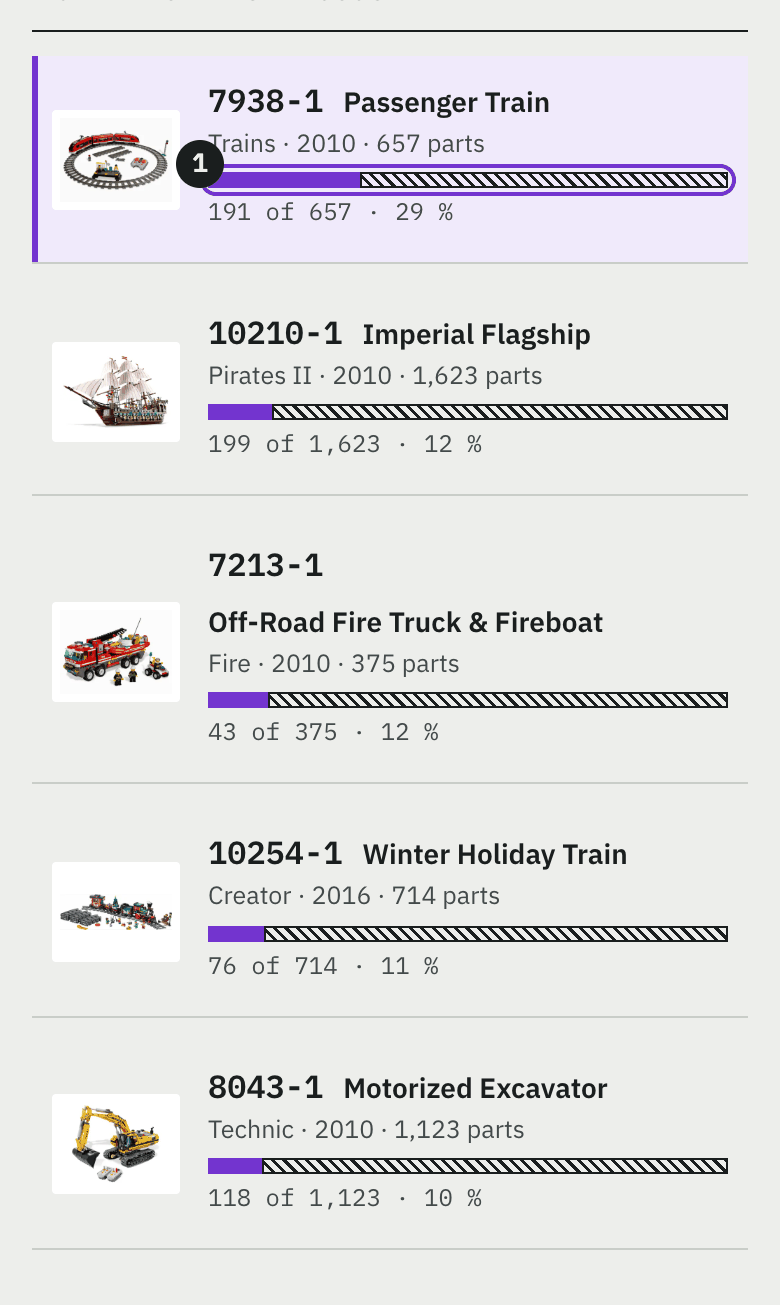 7938-1 Passenger Train
Trains · 2010 · 657 parts
1
191 of 657 · 29 %
10210-1 Imperial Flagship
Pirates II · 2010 · 1,623 parts
199 of 1,623 · 12 %
7213-1
Off-Road Fire Truck & Fireboat
Fire · 2010 · 375 parts
43 of 375 · 12 %
10254-1 Winter Holiday Train
Creator · 2016 · 714 parts
76 of 714 · 11 %
8043-1 Motorized Excavator
Technic · 2010 · 1,123 parts
118 of 1,123 · 10 %